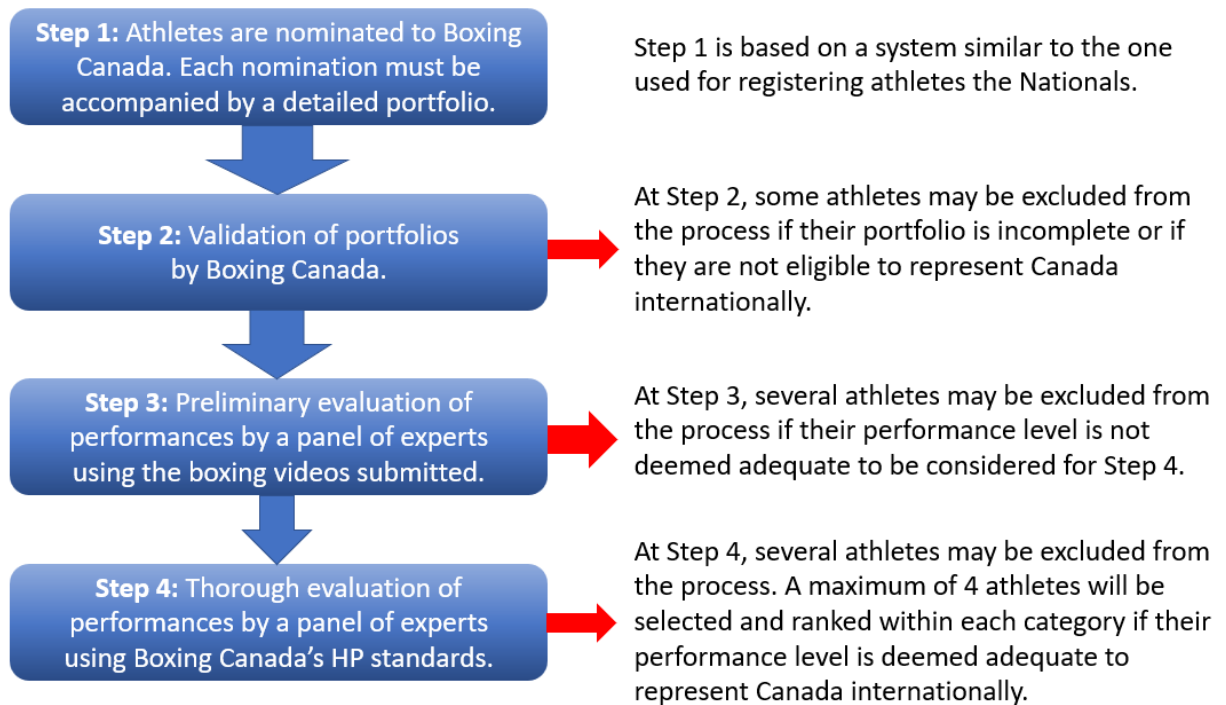 Step 1: Athletes are nominated to Boxing
Canada. Each nomination must be
accompanied by a detailed portfolio.
Step 1 is based on a system similar to the one
used for registering athletes the Nationals.
Step 2: Validation of portfolios
by Boxing Canada.
At Step 2, some athletes may be excluded from
the process if their portfolio is incomplete or if
they are not eligible to represent Canada
internationally.
Step 3: Preliminary evaluation of
performances by a panel of experts
using the boxing videos submitted.
At Step 3, several athletes may be excluded from
the process if their performance level is not
deemed adequate to be considered for Step 4.
Step 4: Thorough evaluation of
performances by a panel of experts
using Boxing Canada’s HP standards.
At Step 4, several athletes may be excluded from
the process. A maximum of 4 athletes will be
selected and ranked within each category if their
performance level is deemed adequate to
represent Canada internationally.